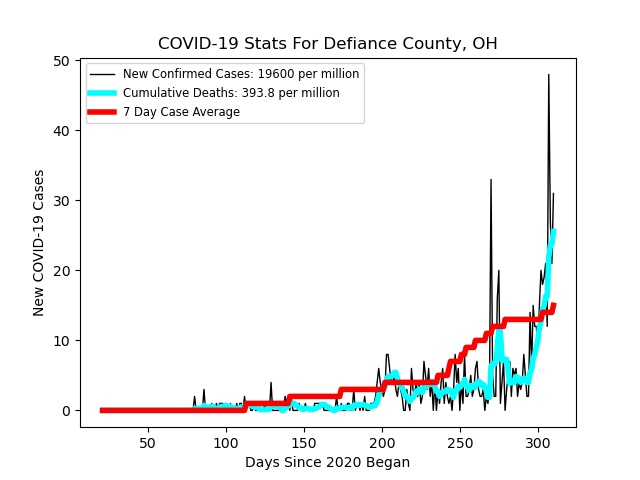 COVID-19 Stats For Defiance County, OH
New Confirmed Cases: 19600 per million
Cumulative Deaths: 393.8 per million
7 Day Case Average
New COVID-19 Cases
50
40
30
20
10
0
50 100 150 200 250 300
Days Since 2020 Began